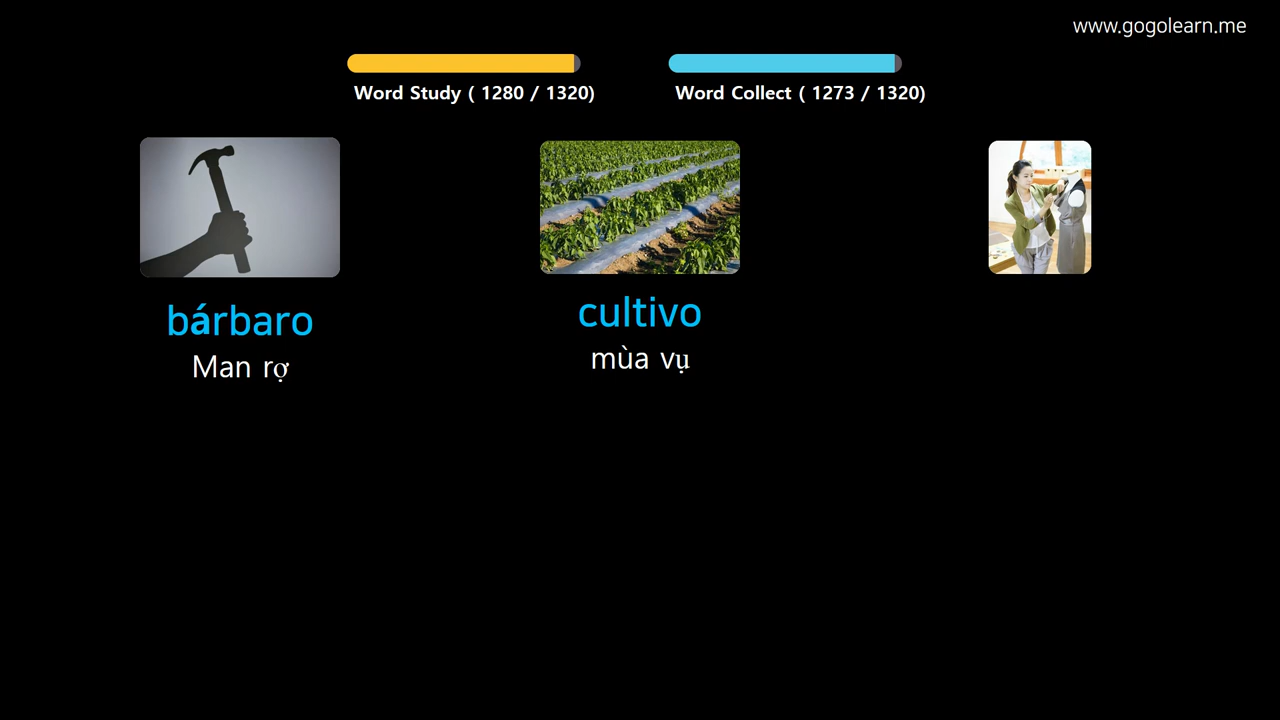 www.gogolearn.me
Word Study ( 1280 / 1320)
Word Collect ( 1273 / 1320)
bárbaro
Man rợ
cultivo
mùa vụ